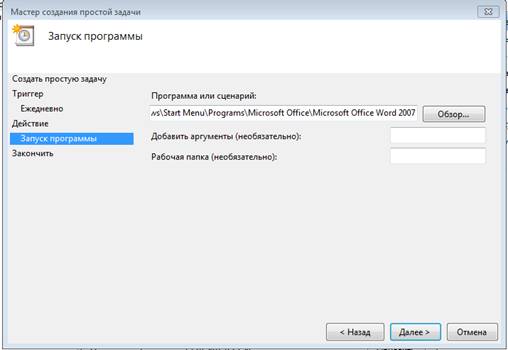 Мастер создания простой задачи
Запуск программы
Создать простую задачу
Триггер
Ежедневно
Действие
Запуск программы
Закончить
Программа или сценарий:
ws\Start Menu\Programs\Microsoft Office\Microsoft Office Word 2007
Обзор...
Добавить аргументы (необязательно):
Рабочая папка (необязательно):
< Назад
Далее >
Отмена